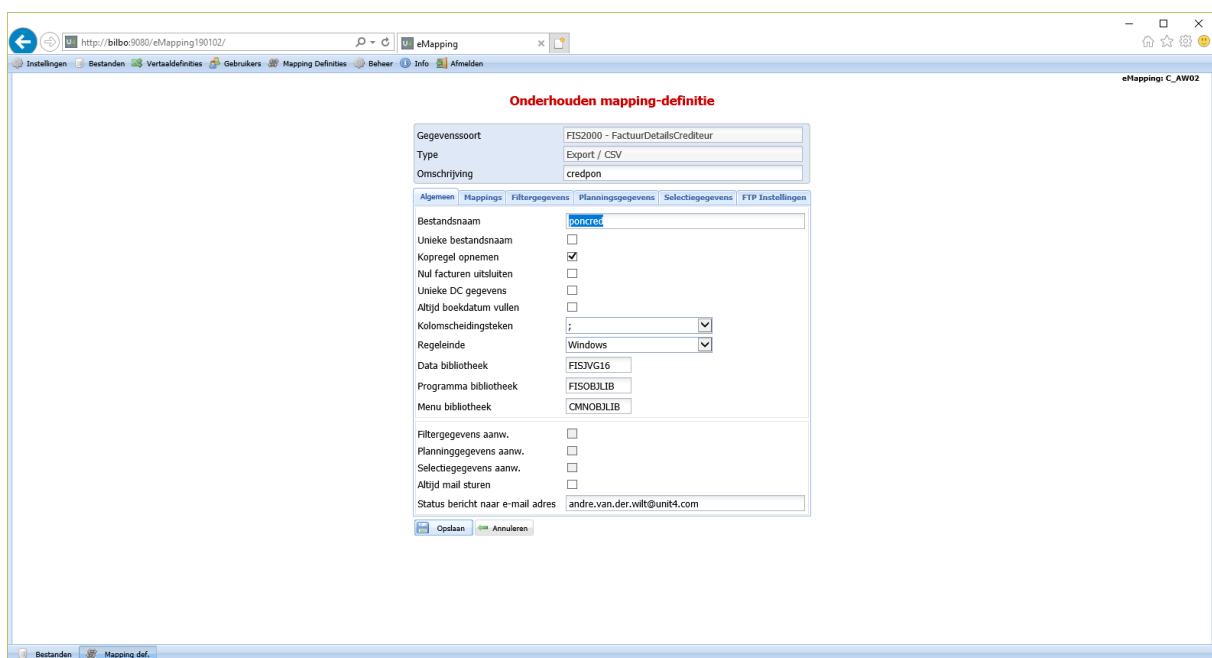 http://bilbo:9080/eMapping190102/
eMapping
Instellingen Bestanden Vertaaldefinities Gebruikers Mapping Definities Beheer Info Afmelden
eMapping: C_AW02
Onderhouden mapping-definitie
Gegevenssoort FIS2000 - FactuurDetailsCrediteur
Type Export / CSV
Omschrijving credpon
Algemeen Mappings Filtergegevens Planningsgegevens Selectiegegevens FTP Instellingen
Bestandsnaam poncred
Unieke bestandsnaam
Kopregel opnemen
Nul facturen uitsluiten
Unieke DC gegevens
Altijd boekdatum vullen
Kolomscheidingsteken ;
Regeleinde Windows
Data bibliotheek FISJVG16
Programma bibliotheek FISOBJLIB
Menu bibliotheek CMNOBJLIB
Filtergegevens aanw.
Planninggegevens aanw.
Selectiegegevens aanw.
Altijd mail sturen
Status bericht naar e-mail adres andre.van.der.wilt@unit4.com
Opslaan Annuleren
Bestanden Mapping def.